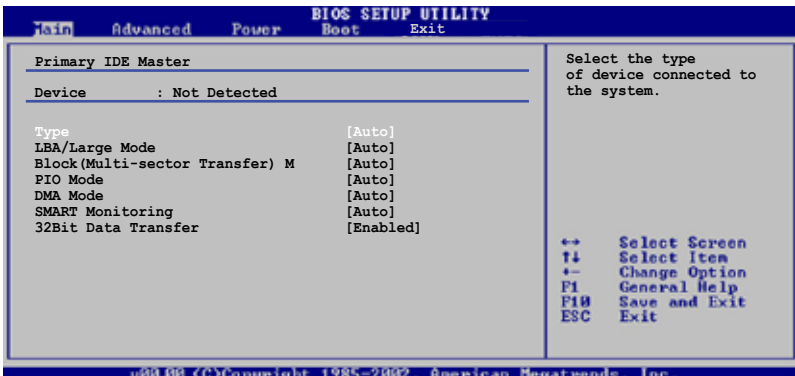 BIOS SETUP UTILITY
Main Advanced Power Boot Exit
Primary IDE Master
Device : Not Detected
Type [Auto]
LBA/Large Mode [Auto]
Block(Multi-sector Transfer) M [Auto]
PIO Mode [Auto]
DMA Mode [Auto]
SMART Monitoring [Auto]
32Bit Data Transfer [Enabled]
Select the type
of device connected to
the system.
↔ Select Screen
↑↓ Select Item
+- Change Option
F1 General Help
F10 Save and Exit
ESC Exit
v00.00 (C)Copyright 1985-2002, American Megatrends, Inc.